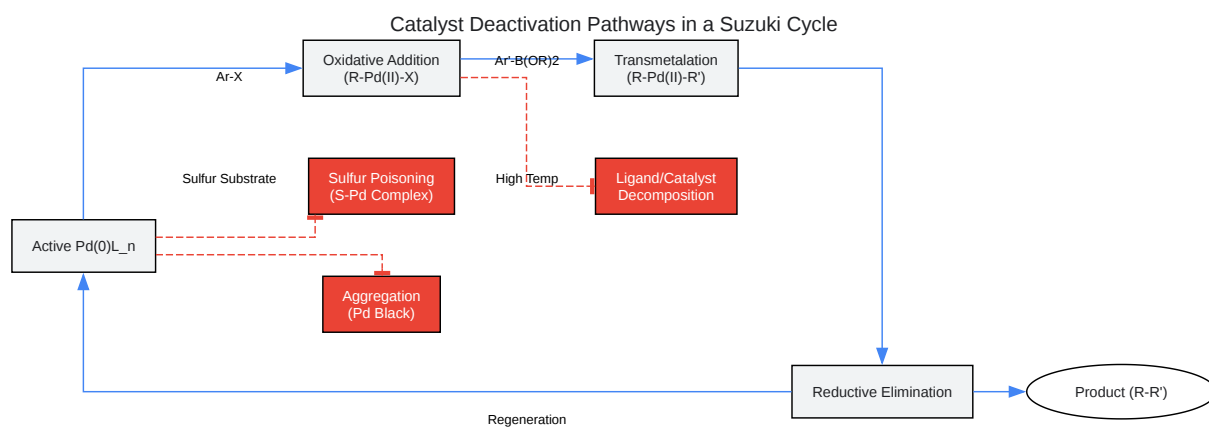 Catalyst Deactivation Pathways in a Suzuki Cycle
Oxidative Addition
(R-Pd(II)-X)
Ar'-B(OR)2
Transmetalation
(R-Pd(II)-R')
Ar-X
Sulfur Substrate
Sulfur Poisoning
(S-Pd Complex)
High Temp
Ligand/Catalyst
Decomposition
Active Pd(0)L_n
Aggregation
(Pd Black)
Reductive Elimination
Product (R-R')
Regeneration